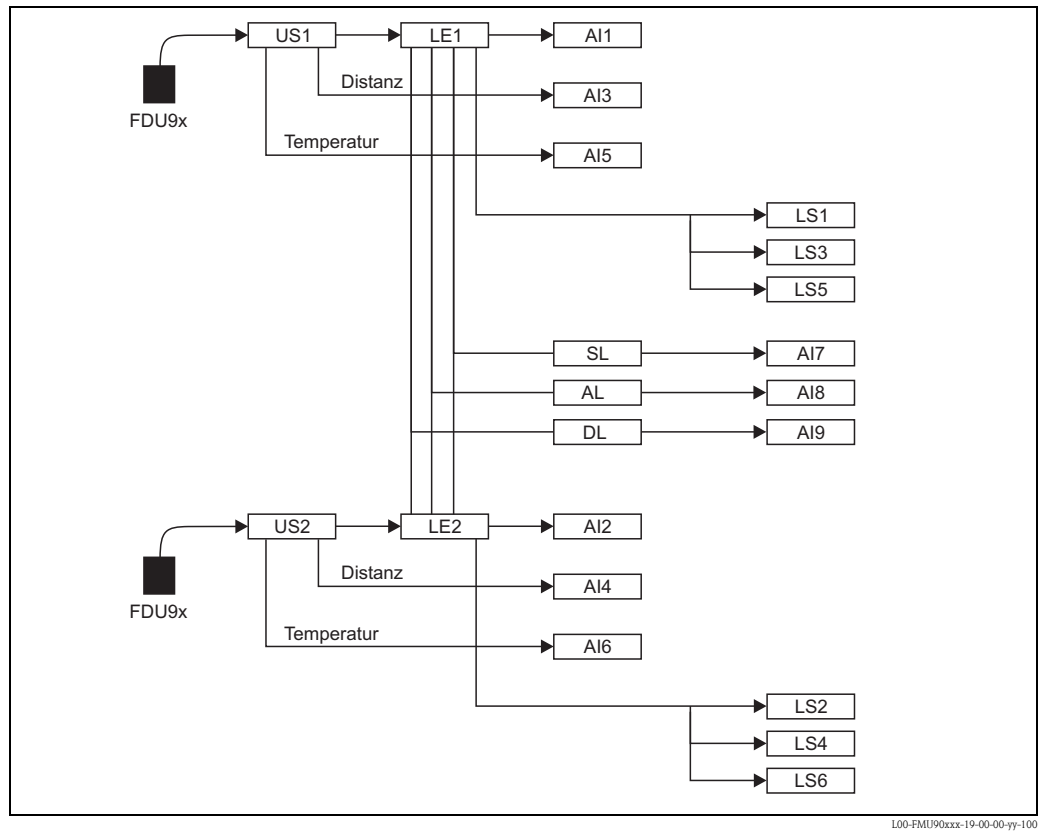 US1 LE1 AI1
Distanz AI3
FDU9x
Temperatur AI5
LS1
LS3
LS5
SL AI7
AL AI8
DL AI9
US2 LE2 AI2
Distanz AI4
FDU9x
Temperatur AI6
LS2
LS4
LS6
L00-FMU90xxx-19-00-00-yy-100